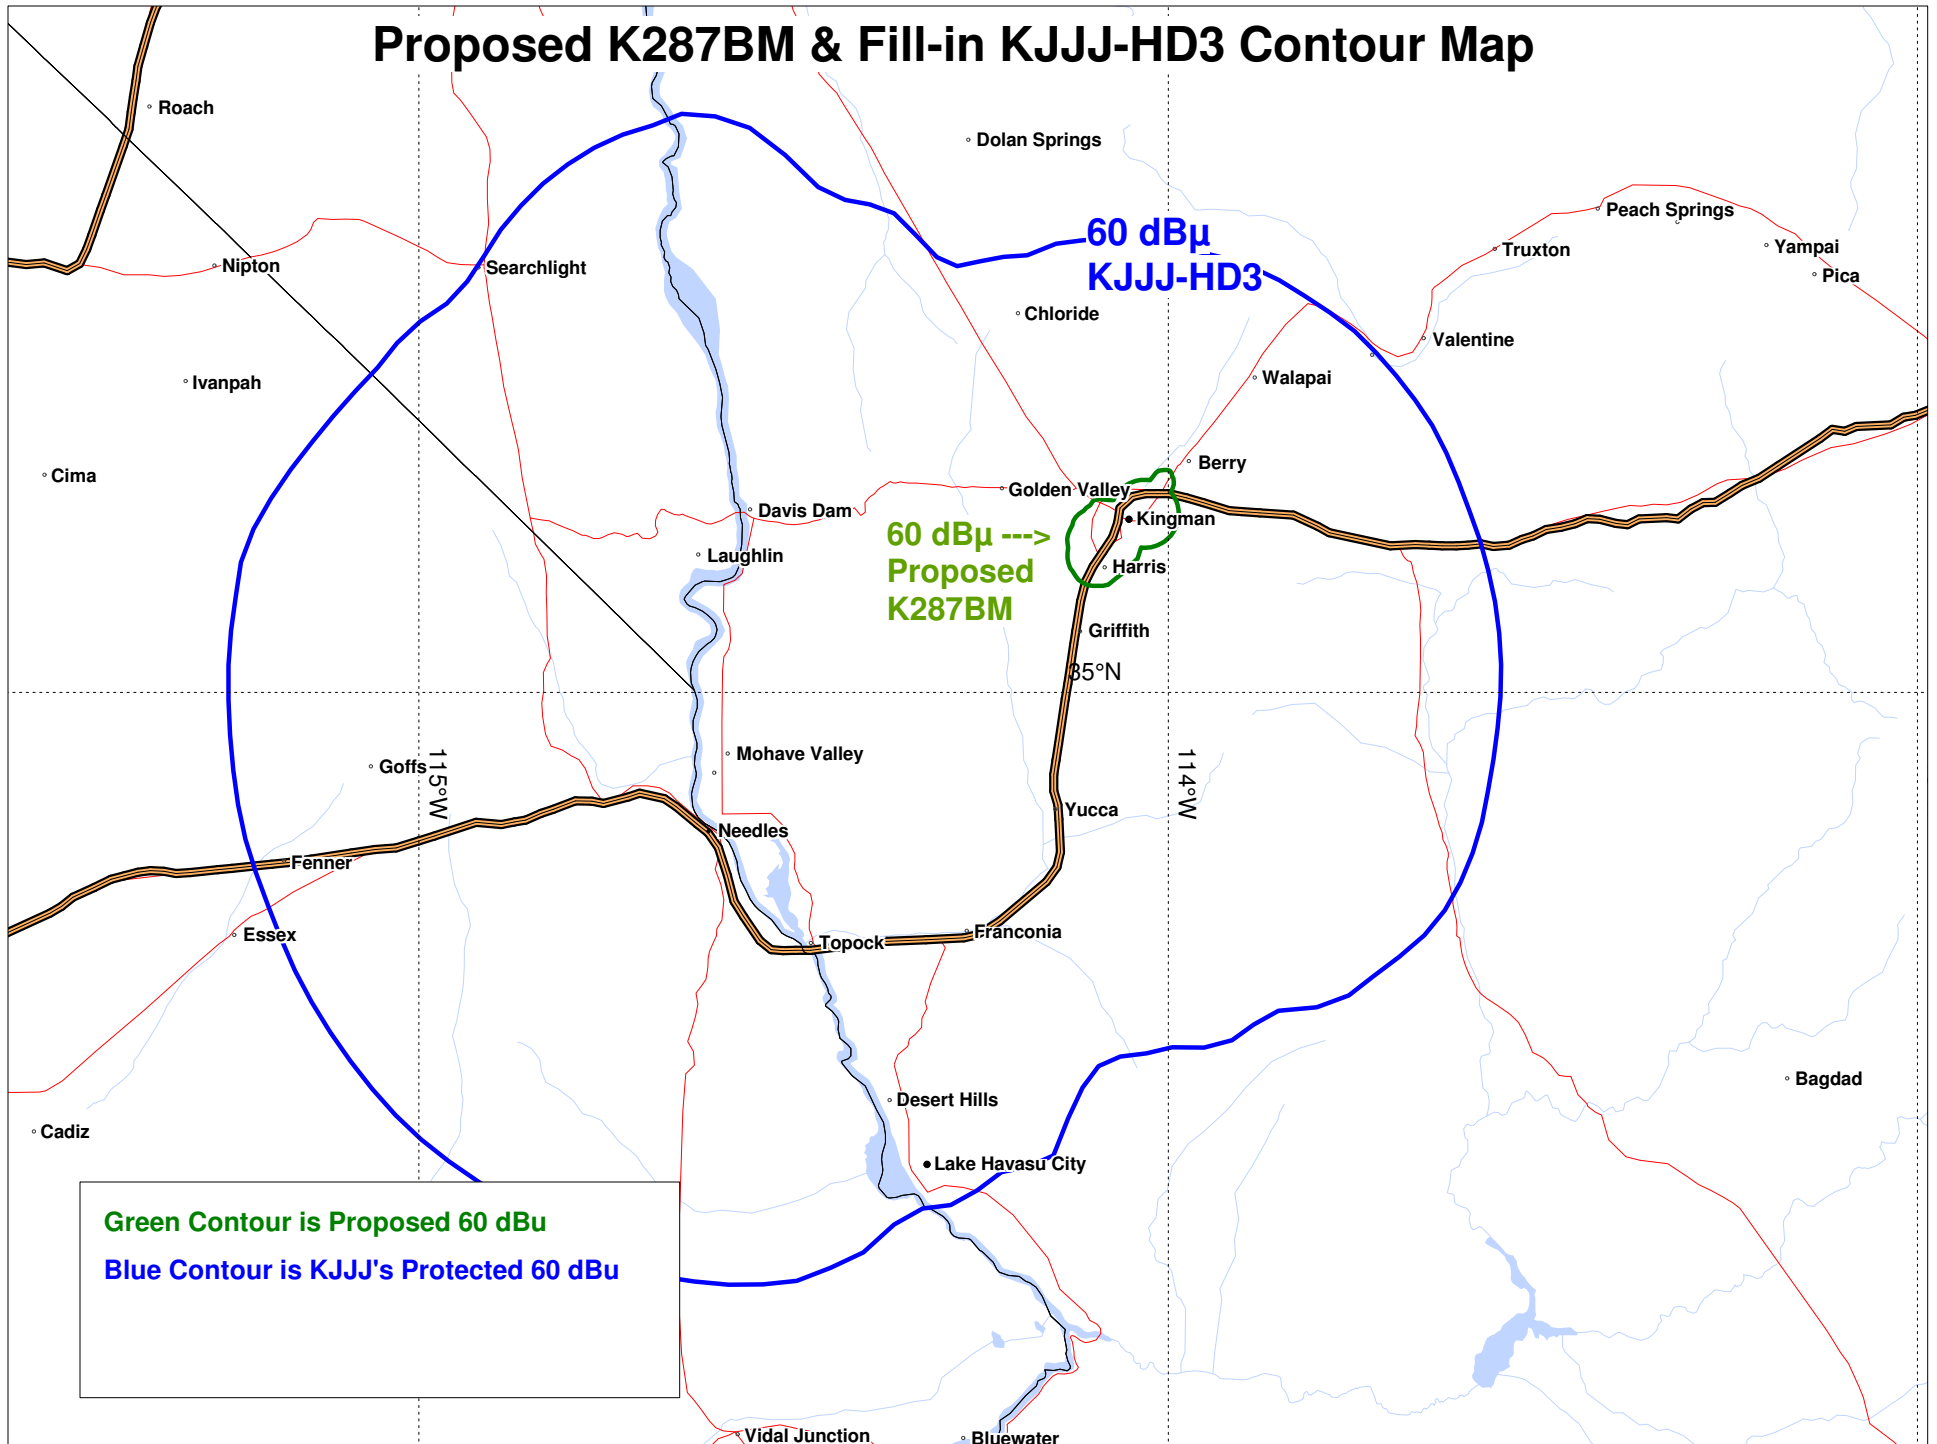 Proposed K287BM & Fill-in KJJJ-HD3 Contour Map
Roach
Dolan Springs
Peach Springs
60 dBµ
KJJJ-HD3
Truxton
Yampai
Pica
Nipton
Searchlight
Chloride
Valentine
Ivanpah
Walapai
Cima
Berry
Golden Valley
Davis Dam
Kingman
60 dBµ --->
Proposed
K287BM
Laughlin
Harris
Griffith
35°N
115°W
114°W
Mohave Valley
Goffs
Yucca
Needles
Fenner
Essex
Topock
Franconia
Bagdad
Desert Hills
Cadiz
Lake Havasu City
Green Contour is Proposed 60 dBu
Blue Contour is KJJJ's Protected 60 dBu
Vidal Junction
Bluewater